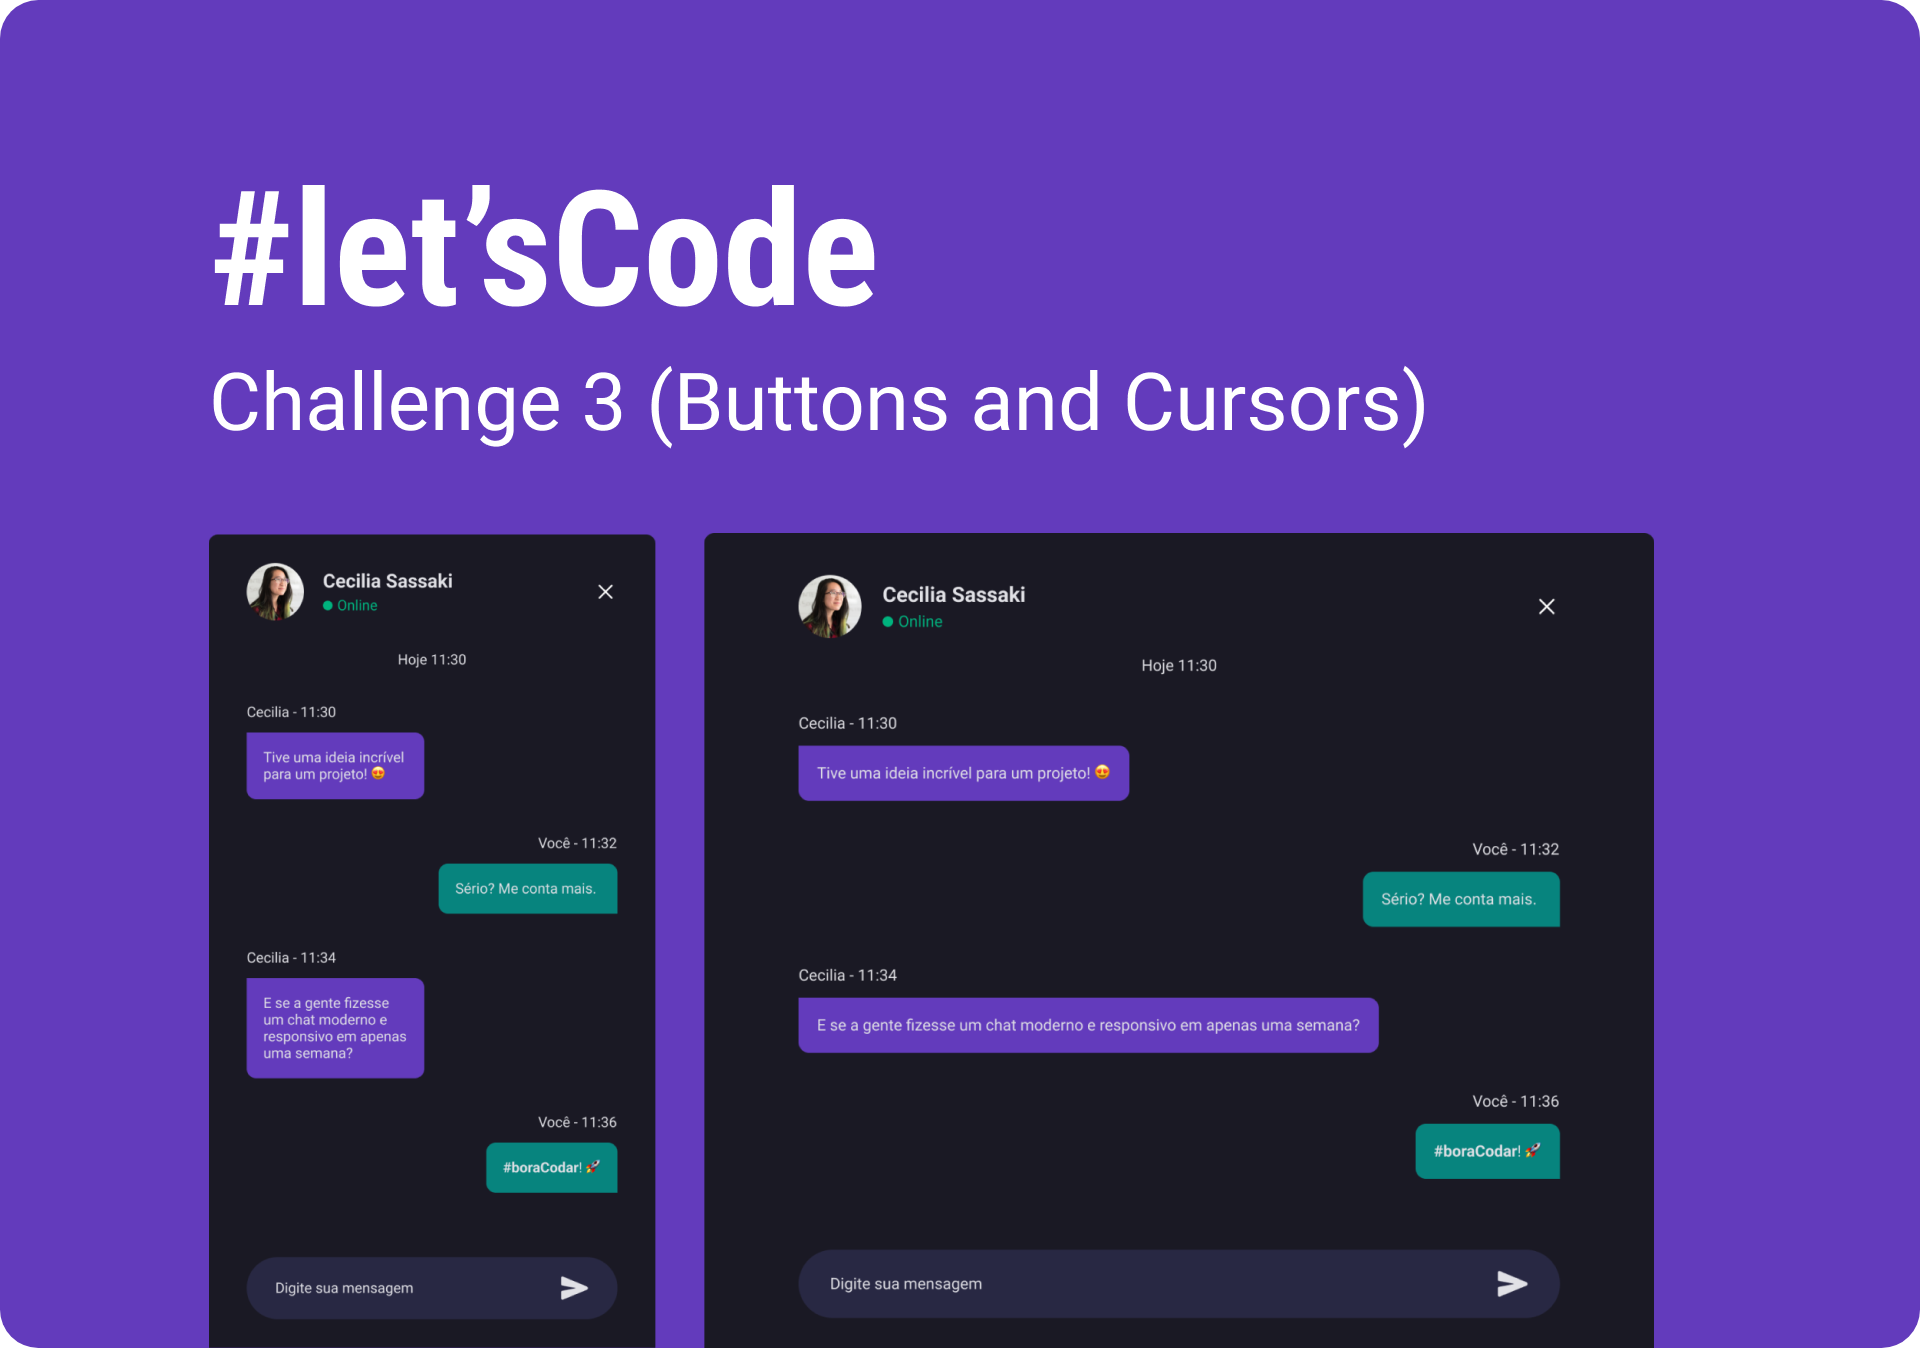 #let’sCode
Challenge 3 (Buttons and Cursors)
Cecilia Sassaki
Online
Hoje 11:30
Cecilia - 11:30
Tive uma ideia incrível
para um projeto! 😍
Você - 11:32
Sério? Me conta mais.
Cecilia - 11:34
E se a gente fizesse
um chat moderno e
responsivo em apenas
uma semana?
Você - 11:36
#boraCodar! 🚀
Digite sua mensagem
Cecilia Sassaki
Online
Hoje 11:30
Cecilia - 11:30
Tive uma ideia incrível para um projeto! 😍
Você - 11:32
Sério? Me conta mais.
Cecilia - 11:34
E se a gente fizesse um chat moderno e responsivo em apenas uma semana?
Você - 11:36
#boraCodar! 🚀
Digite sua mensagem